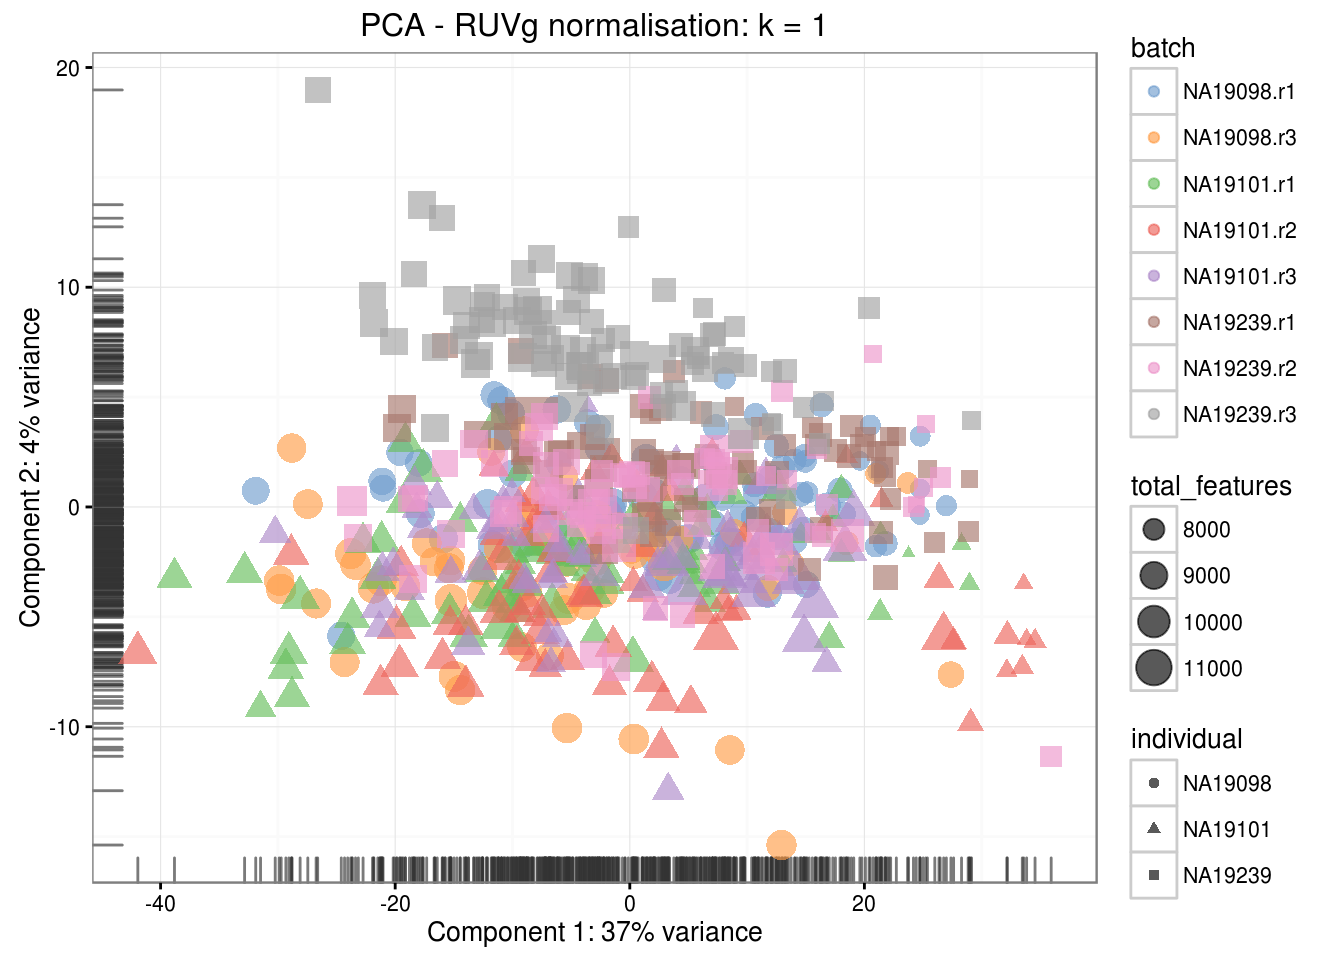 PCA - RUVg normalisation: k = 1
20
10
0
-10
Component 2: 4% variance
-40
-20
0
20
Component 1: 37% variance
batch
NA19098.r1
NA19098.r3
NA19101.r1
NA19101.r2
NA19101.r3
NA19239.r1
NA19239.r2
NA19239.r3
total_features
8000
9000
10000
11000
individual
NA19098
NA19101
NA19239